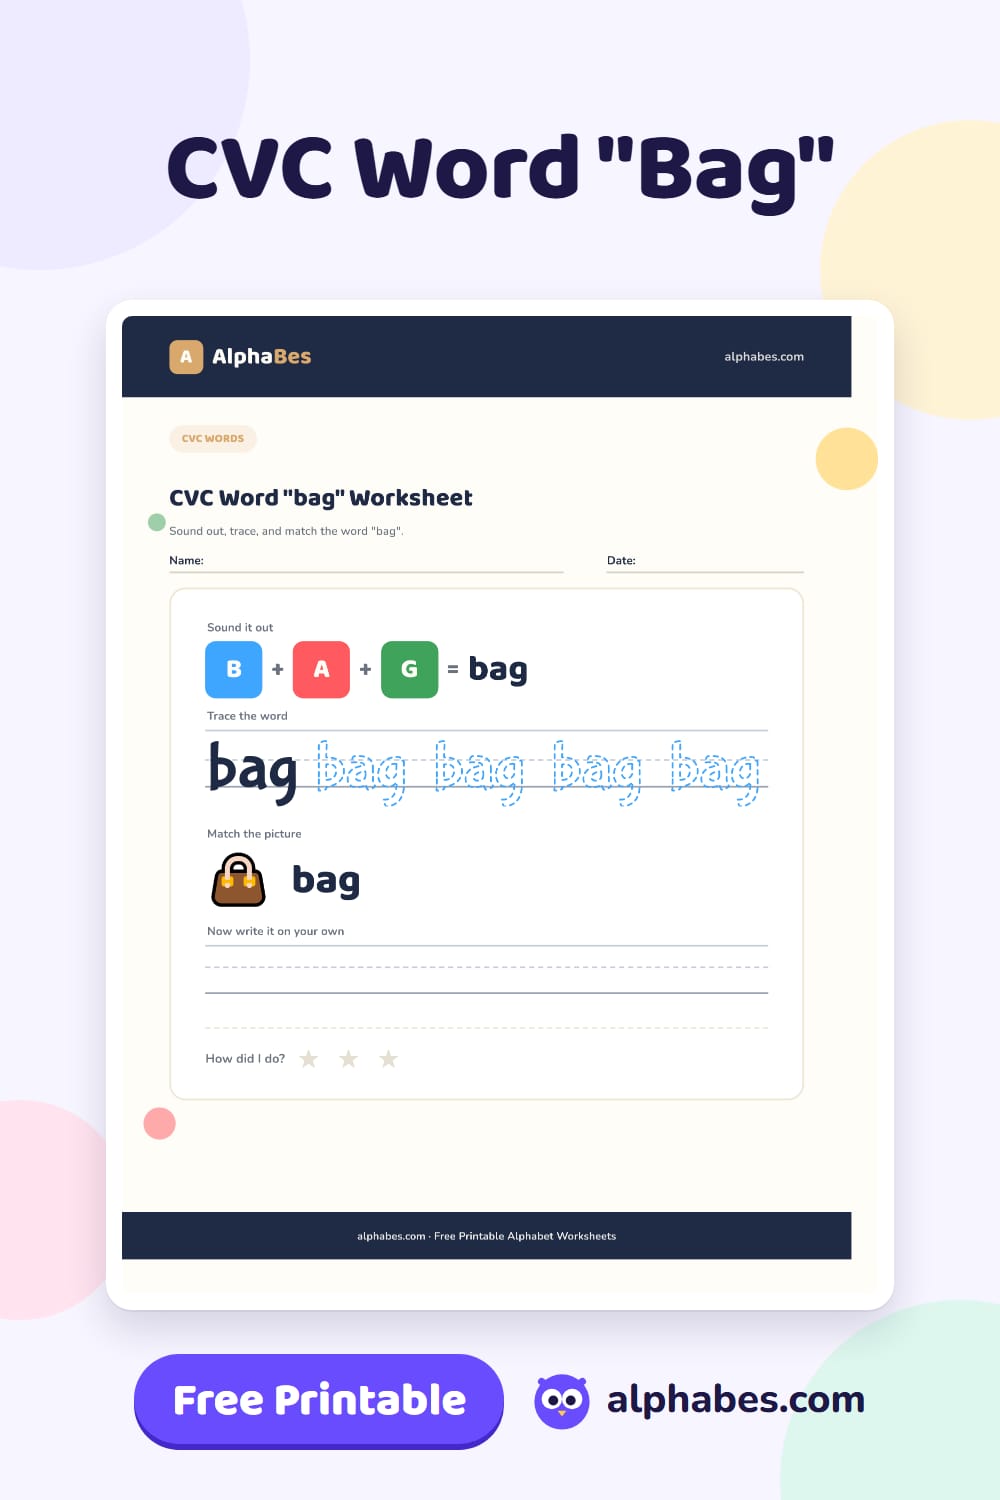 CVC Word "Bag"
A AlphaBes alphabes.com
CVC WORDS
CVC Word "bag" Worksheet
Sound out, trace, and match the word "bag".
Name: Date:
Sound it out
B + A + G = bag
Trace the word
bag bag bag bag bag
Match the picture
bag
Now write it on your own
How did I do?
alphabes.com · Free Printable Alphabet Worksheets
Free Printable alphabes.com